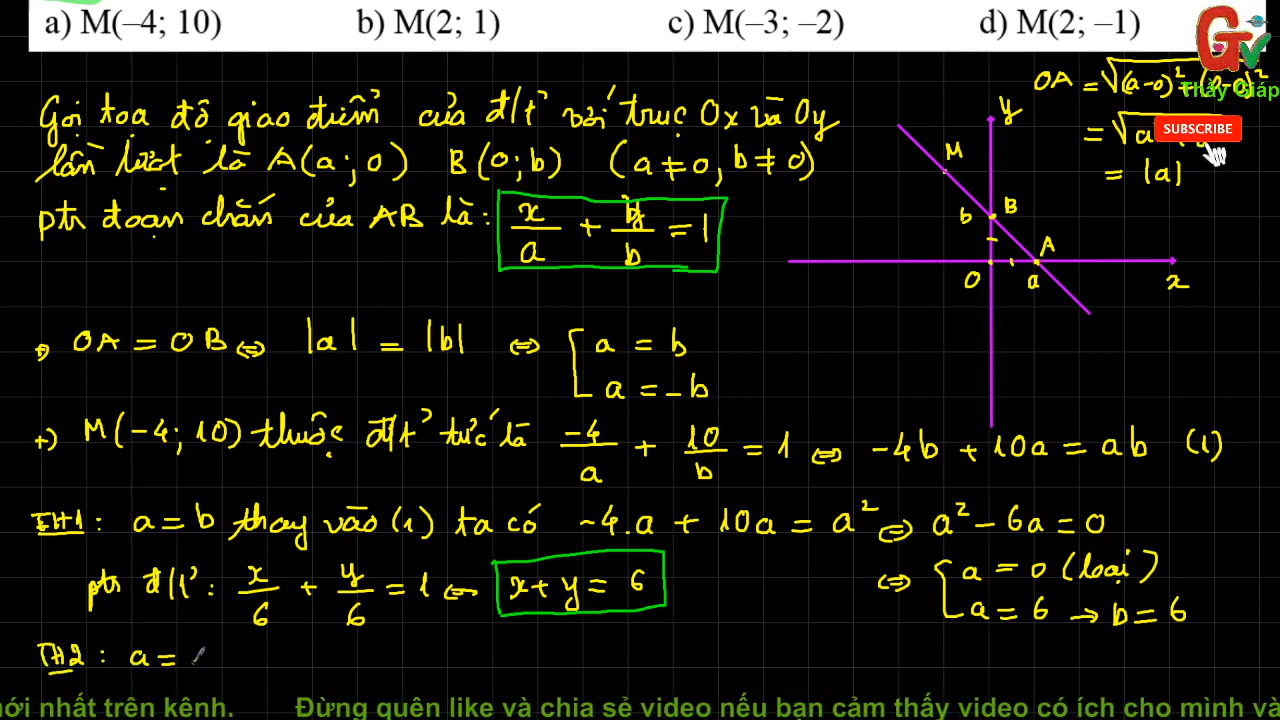 a) M(–4; 10) b) M(2; 1) c) M(–3; –2) d) M(2; –1)
GTV
Thầy Giáp
SUBSCRIBE
OA = √(a-0)² + (0-0)²
= √a
= |a|
Gọi tọa độ giao điểm của đ/t² với trục Ox và Oy
lần lượt là A(a; 0) B(0; b) (a ≠ 0, b ≠ 0)
ptr đoạn chắn của AB là: x/a + y/b = 1
y
M
b B
A
O a x
+) OA = OB ⇔ |a| = |b| ⇔ [ a = b
a = -b
+) M(-4; 10) thuộc đ/t² tức là -4/a + 10/b = 1 ⇔ -4b + 10a = ab (1)
TH1: a = b thay vào (1) ta có -4.a + 10a = a² ⇔ a² - 6a = 0
ptr đ/t²: x/6 + y/6 = 1 ⇔ x + y = 6 ⇔ [ a = 0 (loại)
a = 6 → b = 6
TH2: a =
mới nhất trên kênh. Đừng quên like và chia sẻ video nếu bạn cảm thấy video có ích cho mình và